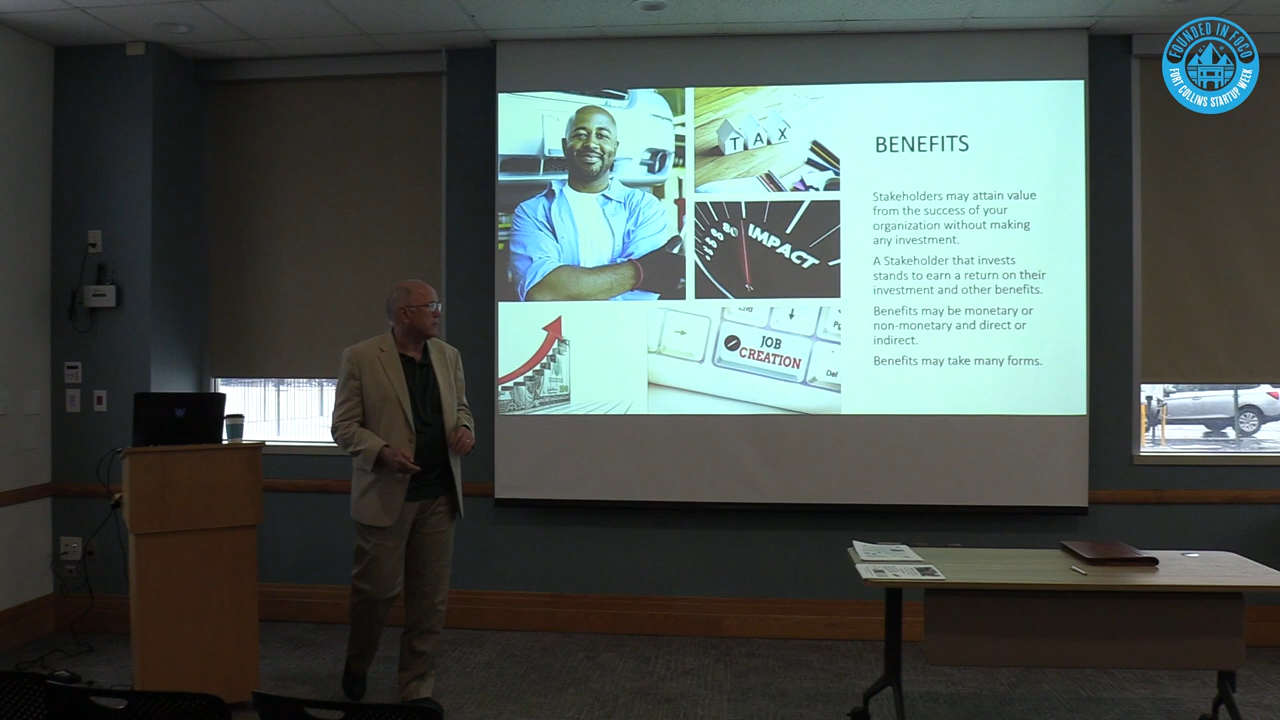 FOUNDED IN FOCO
FORT COLLINS STARTUP WEEK
BENEFITS
Stakeholders may attain value
from the success of your
organization without making
any investment.
A Stakeholder that invests
stands to earn a return on their
investment and other benefits.
Benefits may be monetary or
non-monetary and direct or
indirect.
Benefits may take many forms.
TAX
IMPACT
JOB
CREATION
Del
W